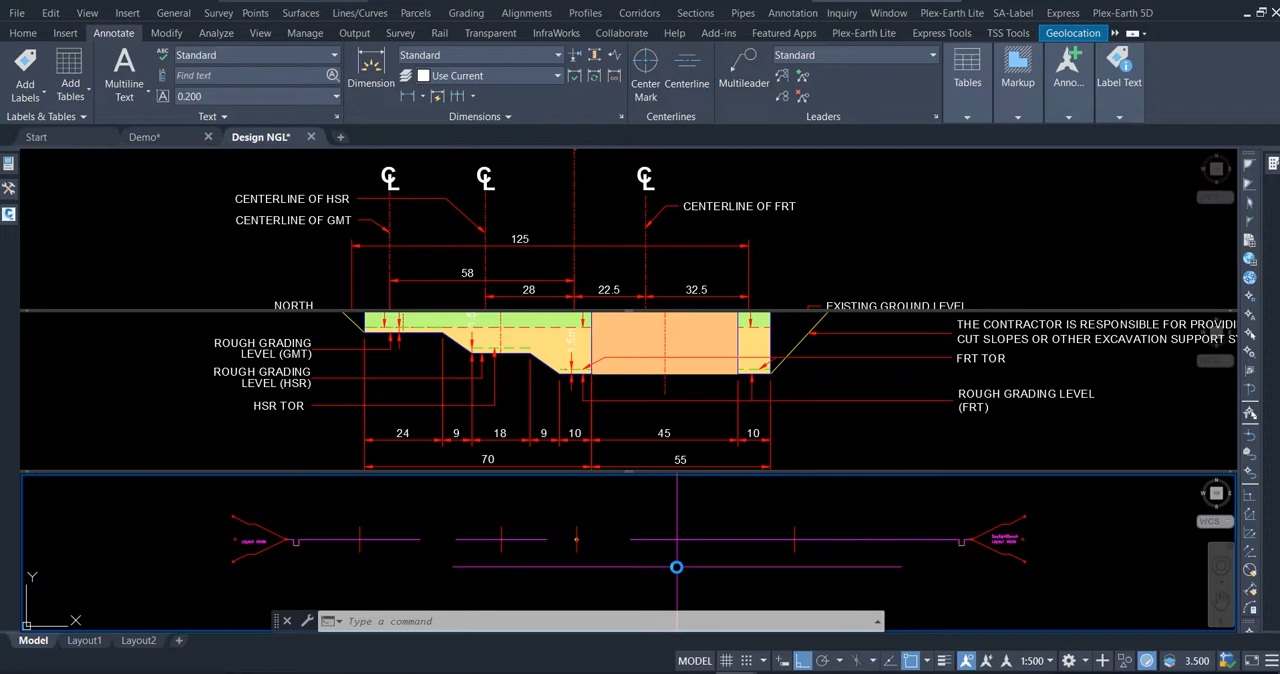 File Edit View Insert General Survey Points Surfaces Lines/Curves Parcels Grading Alignments Profiles Corridors Sections Pipes Annotation Inquiry Window Plex-Earth Lite SA-Label Express Plex-Earth 5D
Home Insert Annotate Modify Analyze View Manage Output Survey Rail Transparent InfraWorks Collaborate Help Add-ins Featured Apps Plex-Earth Lite Express Tools TSS Tools Geolocation
Add Labels
Add Tables
Multiline Text
Standard
Find text
0.200
Dimension
Standard
Use Current
Center Mark
Centerline
Multileader
Standard
Tables
Markup
Anno...
Label Text
Labels & Tables
Text
Dimensions
Centerlines
Leaders
Start
Demo*
Design NGL*
CENTERLINE OF HSR
CENTERLINE OF GMT
CENTERLINE OF FRT
125
58
28
22.5
32.5
NORTH
EXISTING GROUND LEVEL
THE CONTRACTOR IS RESPONSIBLE FOR PROVIDI
CUT SLOPES OR OTHER EXCAVATION SUPPORT S
ROUGH GRADING
LEVEL (GMT)
ROUGH GRADING
LEVEL (HSR)
FRT TOR
1.5m
HSR TOR
ROUGH GRADING LEVEL
(FRT)
24 9 18 9 10 45 10
70 55
WCS
Y
X
Type a command
Model Layout1 Layout2
MODEL
1:500
3.500